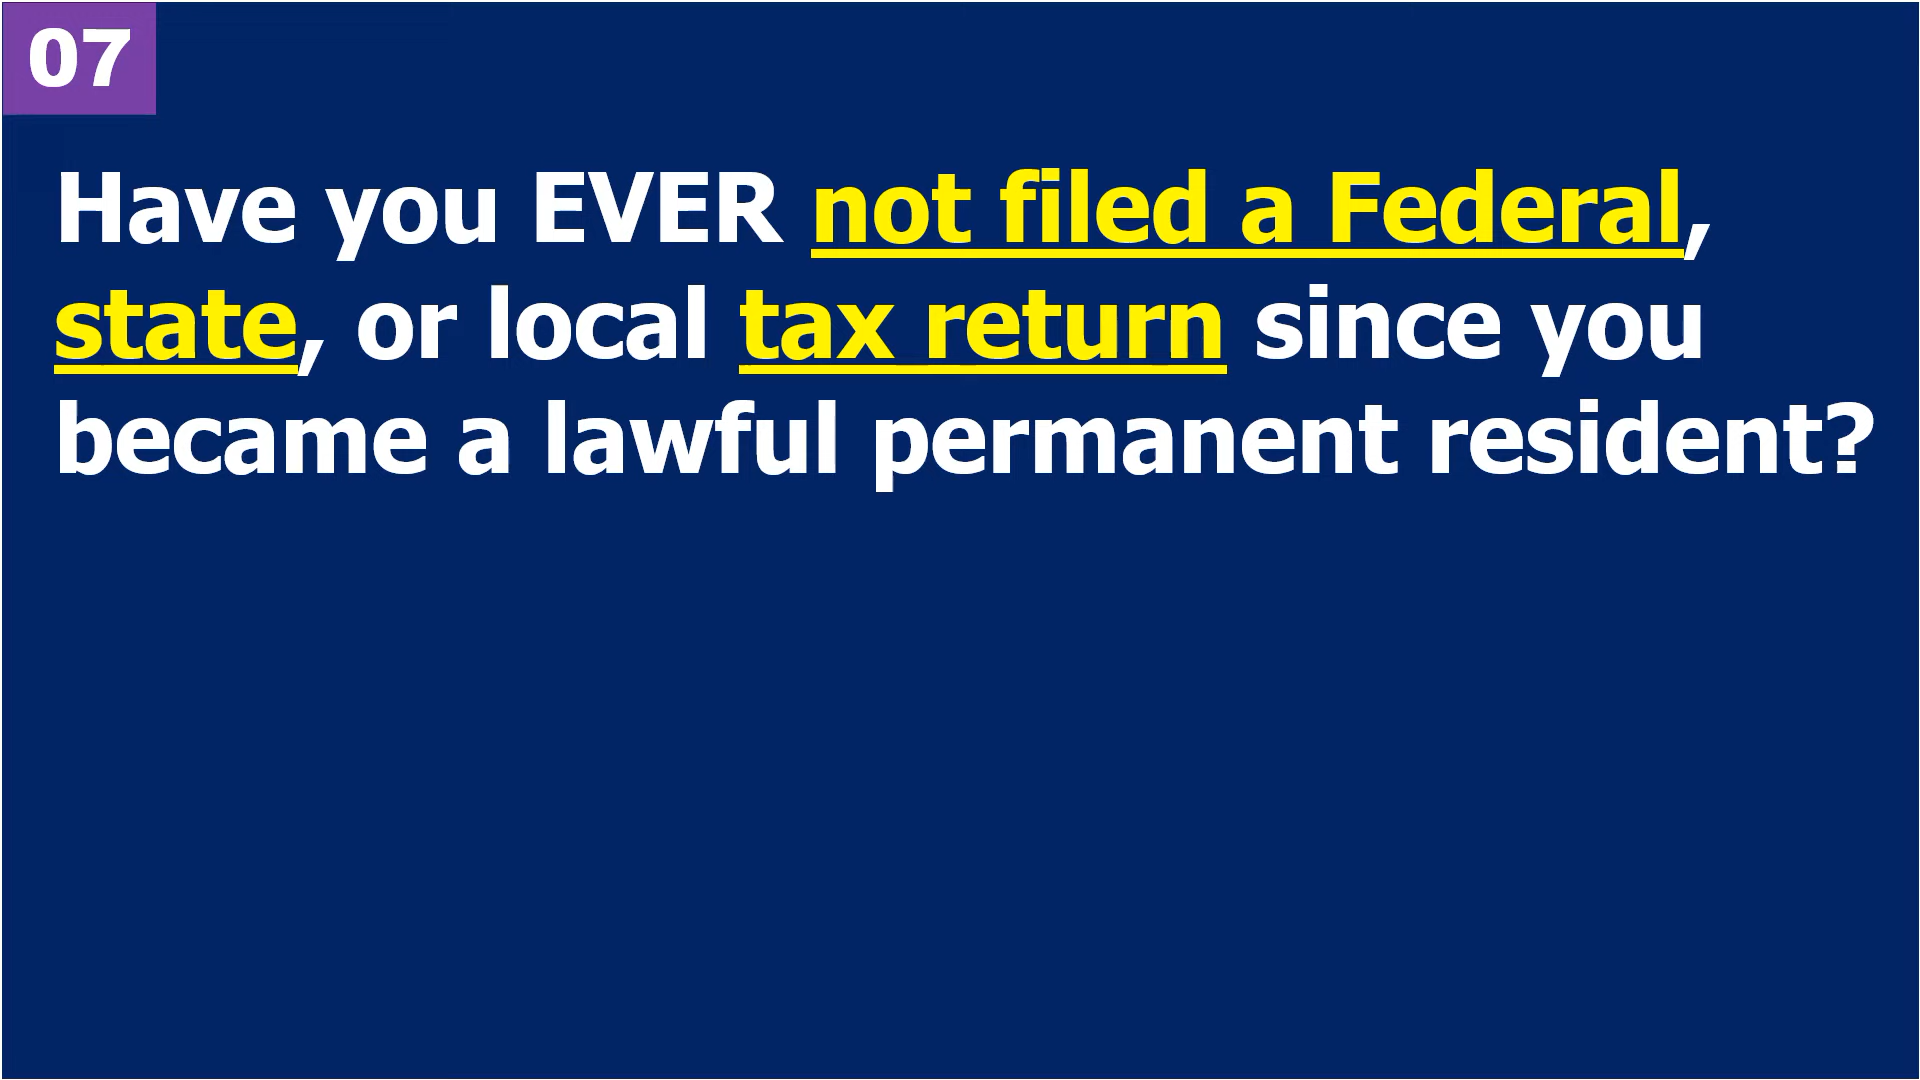 07
Have you EVER not filed a Federal,
state, or local tax return since you
became a lawful permanent resident?